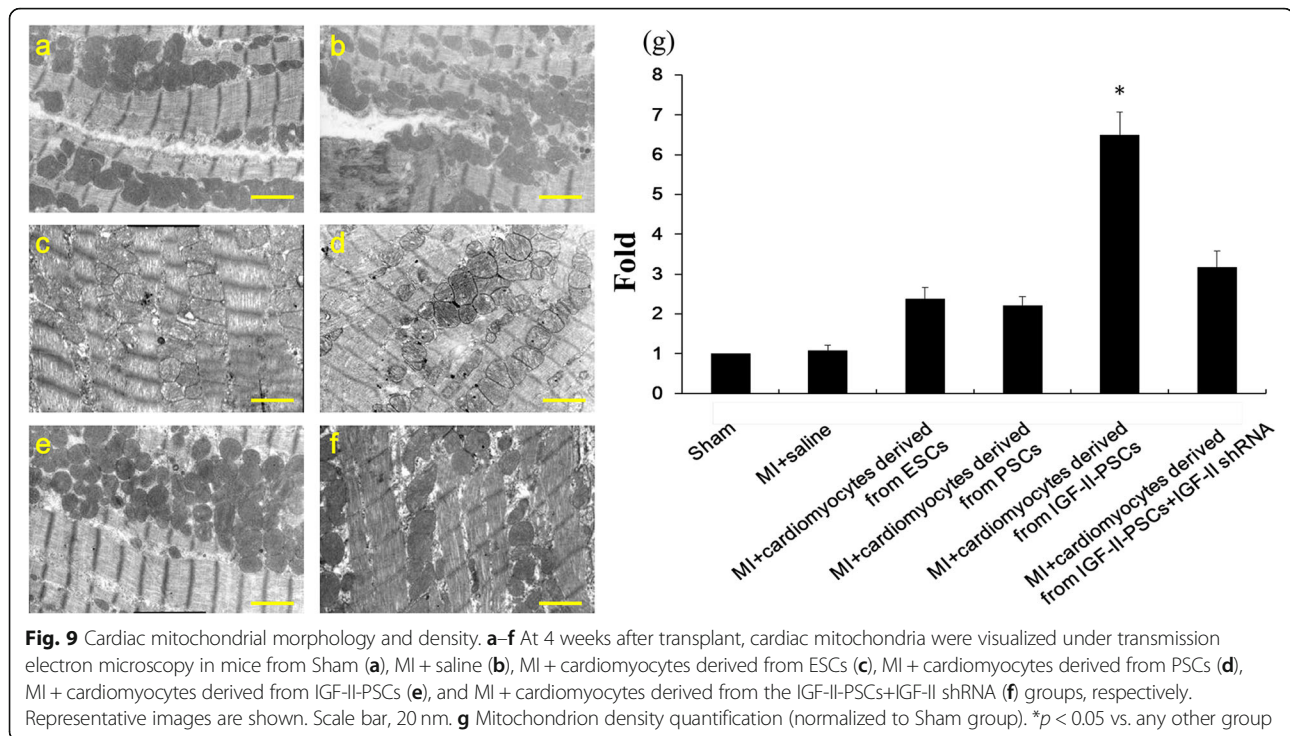 a
b
c
d
e
f
(g)
Fold
8
7
6
5
4
3
2
1
0
*
Sham
MI+saline
MI+cardiomyocytes derived
from ESCs
MI+cardiomyocytes derived
from PSCs
MI+cardiomyocytes derived
from IGF-II-PSCs
MI+cardiomyocytes derived
from IGF-II-PSCs+IGF-II shRNA
Fig. 9 Cardiac mitochondrial morphology and density. a–f At 4 weeks after transplant, cardiac mitochondria were visualized under transmission
electron microscopy in mice from Sham (a), MI + saline (b), MI + cardiomyocytes derived from ESCs (c), MI + cardiomyocytes derived from PSCs (d),
MI + cardiomyocytes derived from IGF-II-PSCs (e), and MI + cardiomyocytes derived from the IGF-II-PSCs+IGF-II shRNA (f) groups, respectively.
Representative images are shown. Scale bar, 20 nm. g Mitochondrion density quantification (normalized to Sham group). *p < 0.05 vs. any other group